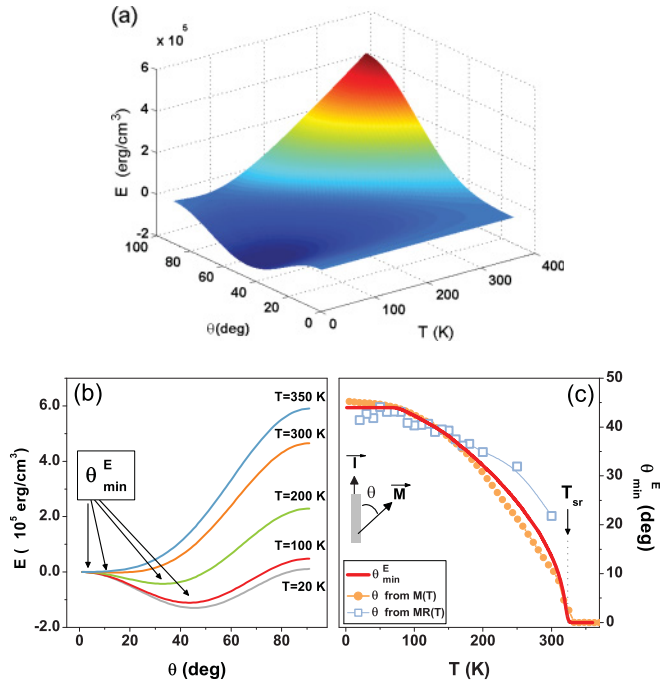 (a)
x 10^5
6
4
2
0
-2
E (erg/cm^3)
100
80
60
40
20
0
θ(deg)
0
100
200
300
400
T (K)
(b)
6.0
4.0
2.0
0.0
-2.0
E ( 10^5 erg/cm^3)
T=350 K
T=300 K
T=200 K
T=100 K
T=20 K
θ^E_min
0 20 40 60 80 100
θ (deg)
(c)
50
40
30
20
10
0
θ^E_min (deg)
I
θ
M
T_sr
θ^E_min
θ from M(T)
θ from MR(T)
0 100 200 300
T (K)